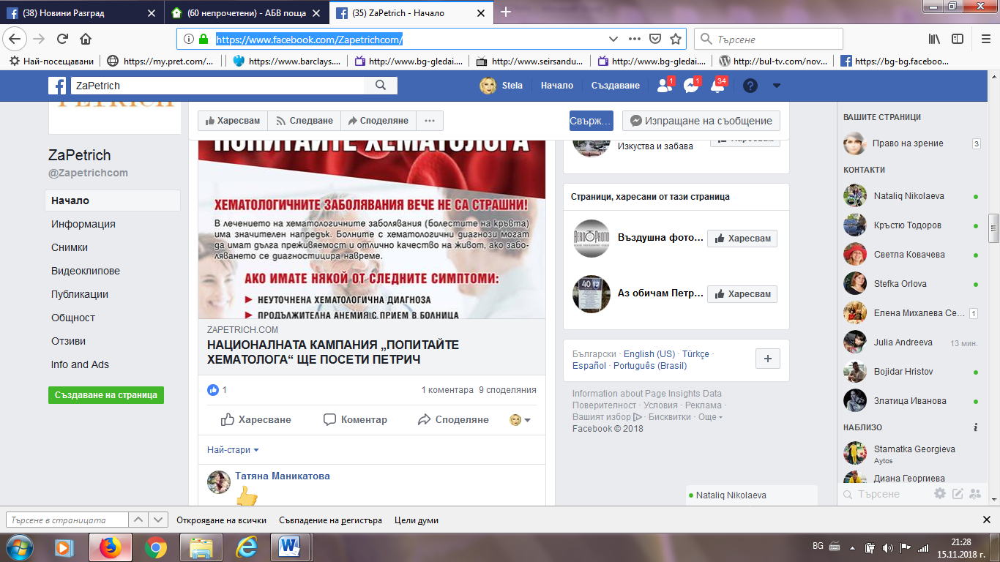 (38) Новини Разград
(60 непрочетени) - АБВ поща
(35) ZaPetrich - Начало
https://www.facebook.com/Zapetrichcom/
Търсене
Най-посещавани
https://my.pret.com/...
https://www.barclays....
http://www.bg-gledai....
http://www.seirsandu...
http://www.bg-gledai....
http://bul-tv.com/nov...
https://bg-bg.faceboo...
ZaPetrich
Stela
Начало
Създаване
1
1
34
ZaPetrich
@Zapetrichcom
Начало
Информация
Снимки
Видеоклипове
Публикации
Общност
Отзиви
Info and Ads
Създаване на страница
Харесвам
Следване
Споделяне
Свърж...
Изпращане на съобщение
ПОПИТАЙТЕ ХЕМАТОЛОГА
ХЕМАТОЛОГИЧНИТЕ ЗАБОЛЯВАНИЯ ВЕЧЕ НЕ СА СТРАШНИ!
В лечението на хематологичните заболявания (болестите на кръвта)
има значителен напредък. Болните с хематологични диагнози могат
да имат дълга преживяемост и отлично качество на живот, ако забо-
ляването се диагностицира навреме.
АКО ИМАТЕ НЯКОЙ ОТ СЛЕДНИТЕ СИМПТОМИ:
НЕУТОЧНЕНА ХЕМАТОЛОГИЧНА ДИАГНОЗА
ПРОДЪЛЖИТЕЛНА АНЕМИЯ С ПРИЕМ В БОЛНИЦА
ZAPETRICH.COM
НАЦИОНАЛНАТА КАМПАНИЯ „ПОПИТАЙТЕ
ХЕМАТОЛОГА“ ЩЕ ПОСЕТИ ПЕТРИЧ
1
1 коментара 9 споделяния
Харесване
Коментар
Споделяне
Най-стари
Татяна Маникатова
Изкуства и забава
Харесвам
Страници, харесани от тази страница
Въздушна фото...
Харесвам
Аз обичам Петр...
Харесвам
Български · English (US) · Türkçe ·
Español · Português (Brasil)
Information about Page Insights Data
Поверителност · Условия · Реклама ·
Вашият избор · Бисквитки · Още
Facebook © 2018
ВАШИТЕ СТРАНИЦИ
Право на зрение
3
КОНТАКТИ
Nataliq Nikolaeva
Кръстю Тодоров
Светла Ковачева
Stefka Orlova
Елена Михалева Се...
1
Julia Andreeva
13 мин.
Bojidar Hristov
Златица Иванова
НАБЛИЗО
Stamatka Georgieva
Aytos
Диана Георгиева
Търсене
Nataliq Nikolaeva
Търсене в страницата
Открояване на всички
Съвпадение на регистъра
Цели думи
BG
21:28
15.11.2018 г.